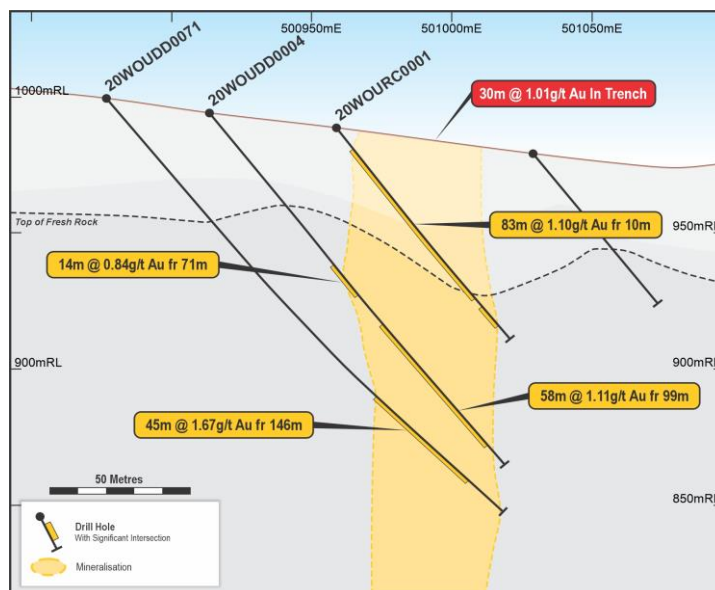 500950mE
501000mE
501050mE
20WOUDD0071
20WOUDD0004
20WOURC0001
1000mRL
30m @ 1.01g/t Au In Trench
Top of Fresh Rock
83m @ 1.10g/t Au fr 10m
950mRL
14m @ 0.84g/t Au fr 71m
900mRL
900mRL
58m @ 1.11g/t Au fr 99m
45m @ 1.67g/t Au fr 146m
50 Metres
850mRL
Drill Hole
With Significant Intersection
Mineralisation